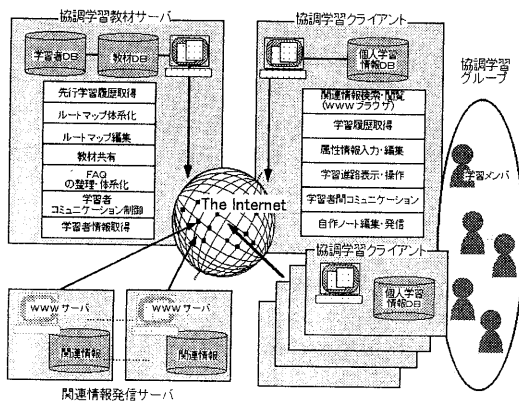 協調学習教材サーバ
学習者DB
教材DB
先行学習履歴取得
ルートマップ体系化
ルートマップ編集
教材共有
FAQ
の整理・体系化
学習者
コミュニケーション制御
学習者情報取得
協調学習クライアント
個人学習
情報DB
関連情報検索・閲覧
(wwwブラウザ)
学習履歴取得
属性情報入力・編集
学習道路表示・操作
学習者間コミュニケーション
自作ノート編集・発信
協調学習
グループ
学習メンバ
The Internet
協調学習クライアント
個人学習
情報DB
wwwサーバ
関連情報
wwwサーバ
関連情報
関連情報発信サーバ